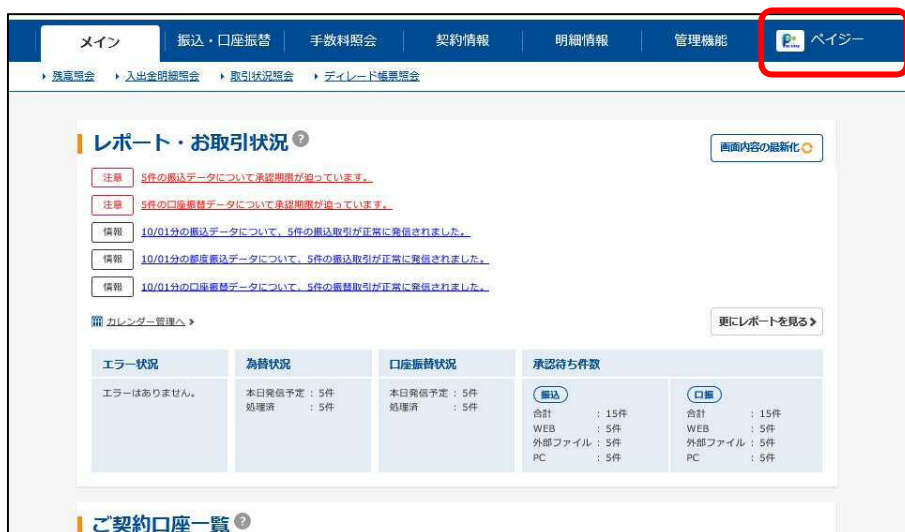 メイン 振込・口座振替 手数料照会 契約情報 明細情報 管理機能 ペイジー
残高照会 入出金明細照会 取引状況照会 ディレード帳票照会
レポート・お取引状況 ?
画面内容の最新化
注意 5件の振込データについて承認期限が迫っています。
注意 5件の口座振替データについて承認期限が迫っています。
情報 10/01分の振込データについて、5件の振込取引が正常に発信されました。
情報 10/01分の都度振込データについて、5件の振込取引が正常に発信されました。
情報 10/01分の口座振替データについて、5件の振替取引が正常に発信されました。
カレンダー管理へ
更にレポートを見る
エラー状況 為替状況 口座振替状況 承認待ち件数
エラーはありません。
本日発信予定 : 5件
処理済 : 5件
本日発信予定 : 5件
処理済 : 5件
振込
合計 : 15件
WEB : 5件
外部ファイル : 5件
PC : 5件
口振
合計 : 15件
WEB : 5件
外部ファイル : 5件
PC : 5件
ご契約口座一覧 ?